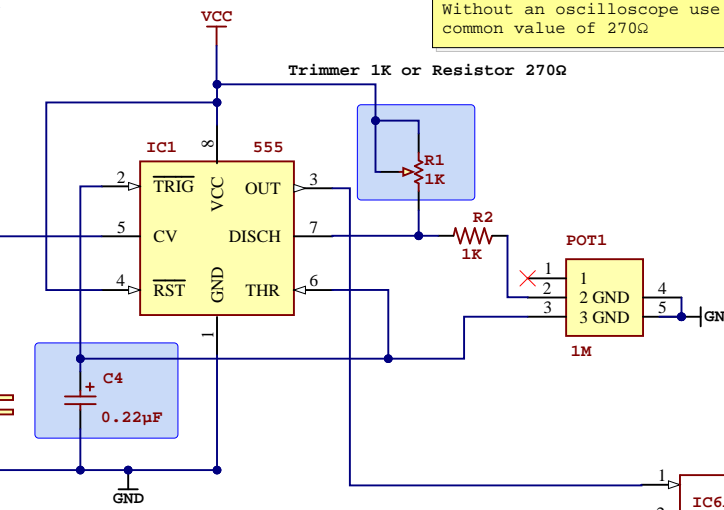 Without an oscilloscope use
common value of 270Ω
VCC
Trimmer 1K or Resistor 270Ω
IC1
8
555
R1
1K
2
TRIG
VCC
OUT
3
5
CV
DISCH
7
R2
1K
POT1
4
RST
GND
THR
6
1
1
2
2 GND
4
3
3 GND
5
GN
1
1M
C4
+
0.22µF
GND
1
IC6